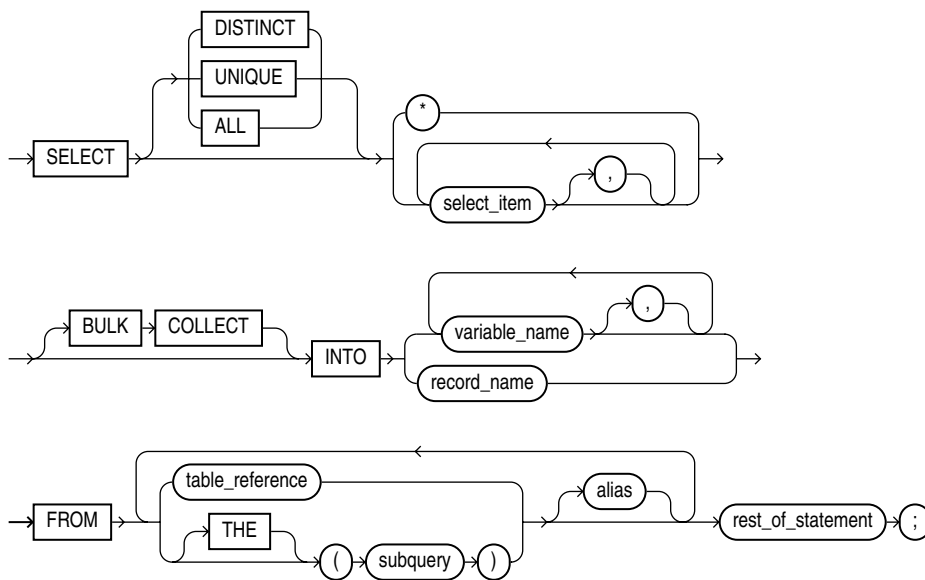 DISTINCT
UNIQUE
ALL
*
SELECT
,
select_item
BULK COLLECT
,
INTO
variable_name
record_name
table_reference
alias
FROM
THE
rest_of_statement ;
( subquery )